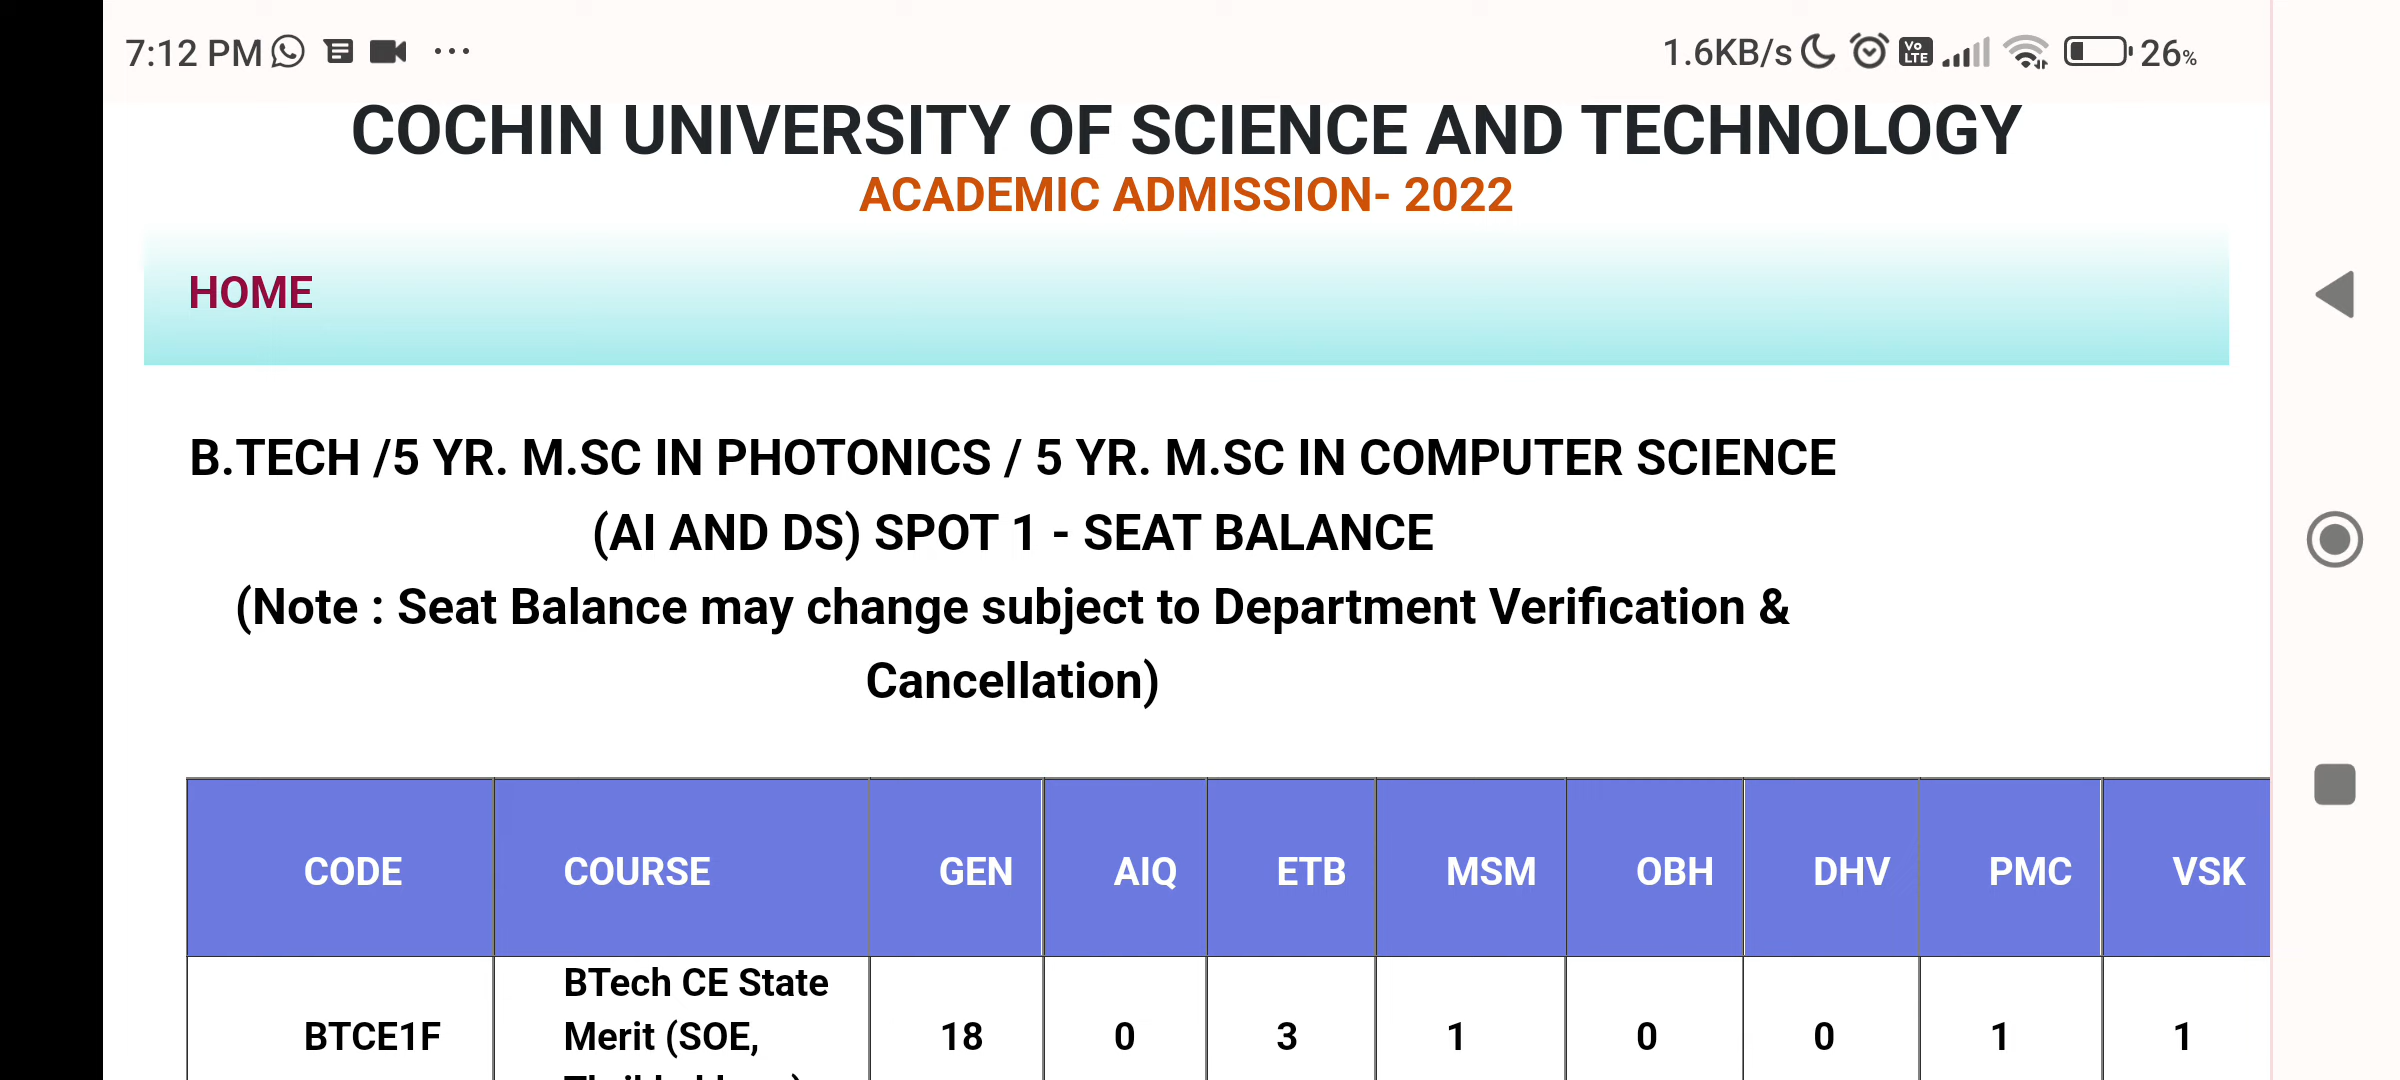 7:12 PM
1.6KB/s Vo LTE 26%
COCHIN UNIVERSITY OF SCIENCE AND TECHNOLOGY
ACADEMIC ADMISSION- 2022
HOME
B.TECH /5 YR. M.SC IN PHOTONICS / 5 YR. M.SC IN COMPUTER SCIENCE
(AI AND DS) SPOT 1 - SEAT BALANCE
(Note : Seat Balance may change subject to Department Verification &
Cancellation)
CODE COURSE GEN AIQ ETB MSM OBH DHV PMC VSK
BTech CE State
BTCE1F Merit (SOE, 18 0 3 1 0 0 1 1